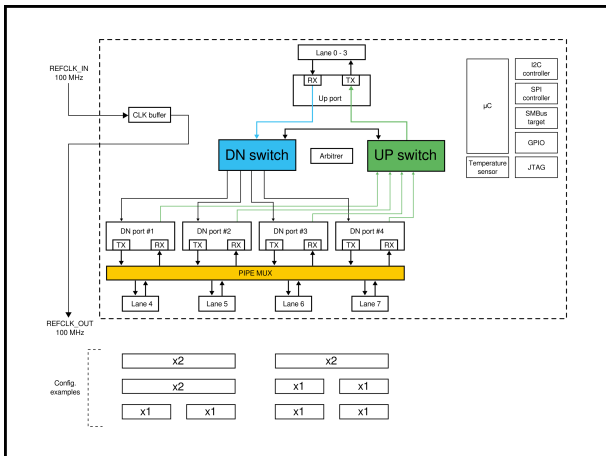 Lane 0 - 3
REFCLK_IN
100 MHz
RX
TX
Up port
CLK buffer
DN switch
Arbitrer
UP switch
µC
Temperature
sensor
I2C
controller
SPI
controller
SMBus
target
GPIO
JTAG
DN port #1
TX
RX
DN port #2
TX
RX
DN port #3
TX
RX
DN port #4
TX
RX
PIPE MUX
Lane 4
Lane 5
Lane 6
Lane 7
REFCLK_OUT
100 MHz
Config.
examples
x2
x2
x2
x1
x1
x1
x1
x1
x1